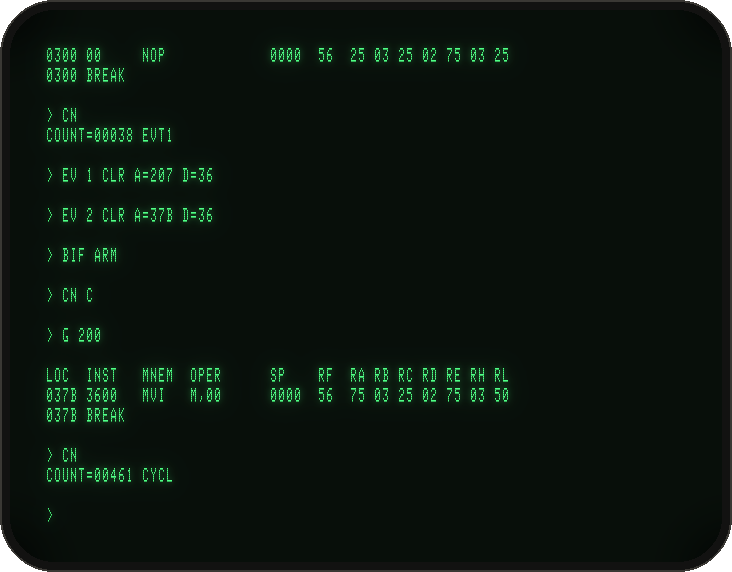 0300 00 NOP 0000 56 25 03 25 02 75 03 25
0300 BREAK
> CN
COUNT=00038 EVT1
> EV 1 CLR A=207 D=36
> EV 2 CLR A=37B D=36
> BIF ARM
> CN C
> G 200
LOC INST MNEM OPER SP RF RA RB RC RD RE RH RL
037B 3600 MVI M,00 0000 56 75 03 25 02 75 03 50
037B BREAK
> CN
COUNT=00461 CYCL
>